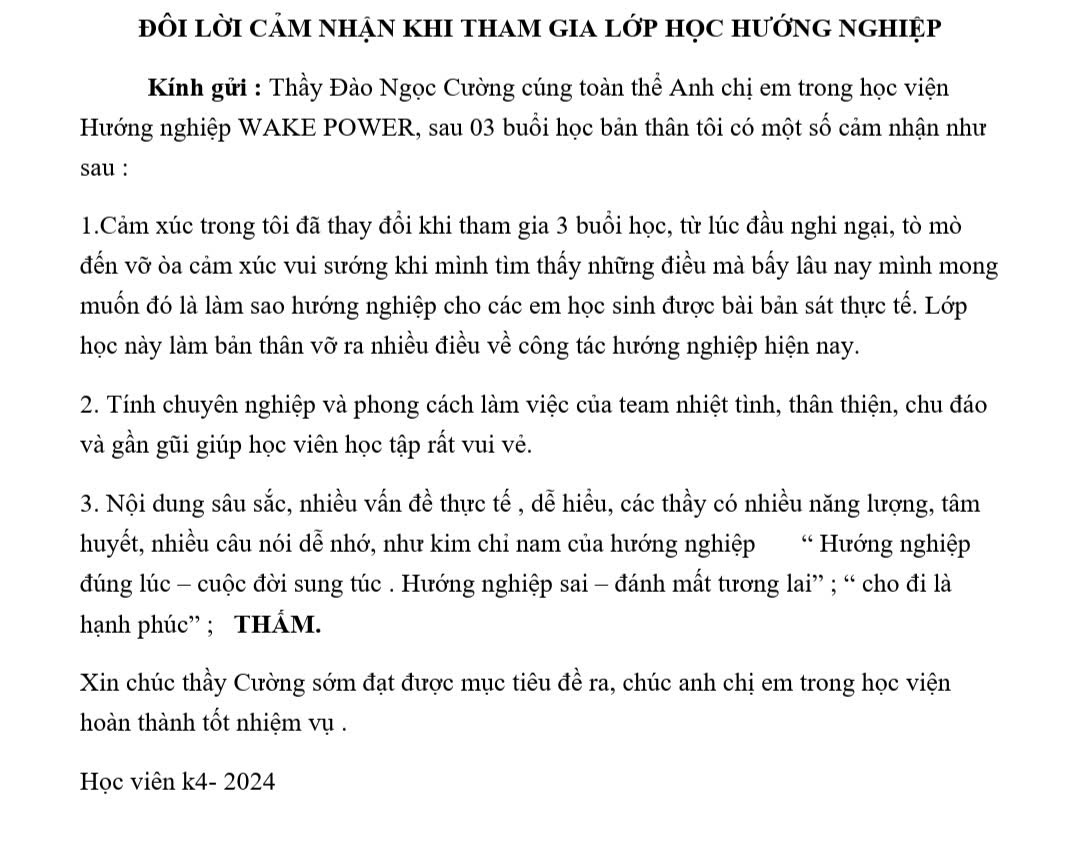 ĐÔI LỜI CẢM NHẬN KHI THAM GIA LỚP HỌC HƯỚNG NGHIỆP
Kính gửi : Thầy Đào Ngọc Cường cúng toàn thể Anh chị em trong học viện
Hướng nghiệp WAKE POWER, sau 03 buổi học bản thân tôi có một số cảm nhận như
sau :
1.Cảm xúc trong tôi đã thay đổi khi tham gia 3 buổi học, từ lúc đầu nghi ngại, tò mò
đến vỡ òa cảm xúc vui sướng khi mình tìm thấy những điều mà bấy lâu nay mình mong
muốn đó là làm sao hướng nghiệp cho các em học sinh được bài bản sát thực tế. Lớp
học này làm bản thân vỡ ra nhiều điều về công tác hướng nghiệp hiện nay.
2. Tính chuyên nghiệp và phong cách làm việc của team nhiệt tình, thân thiện, chu đáo
và gần gũi giúp học viên học tập rất vui vẻ.
3. Nội dung sâu sắc, nhiều vấn đề thực tế , dễ hiểu, các thầy có nhiều năng lượng, tâm
huyết, nhiều câu nói dễ nhớ, như kim chỉ nam của hướng nghiệp “ Hướng nghiệp
đúng lúc – cuộc đời sung túc . Hướng nghiệp sai – đánh mất tương lai” ; “ cho đi là
hạnh phúc” ; THẤM.
Xin chúc thầy Cường sớm đạt được mục tiêu đề ra, chúc anh chị em trong học viện
hoàn thành tốt nhiệm vụ .
Học viên k4- 2024